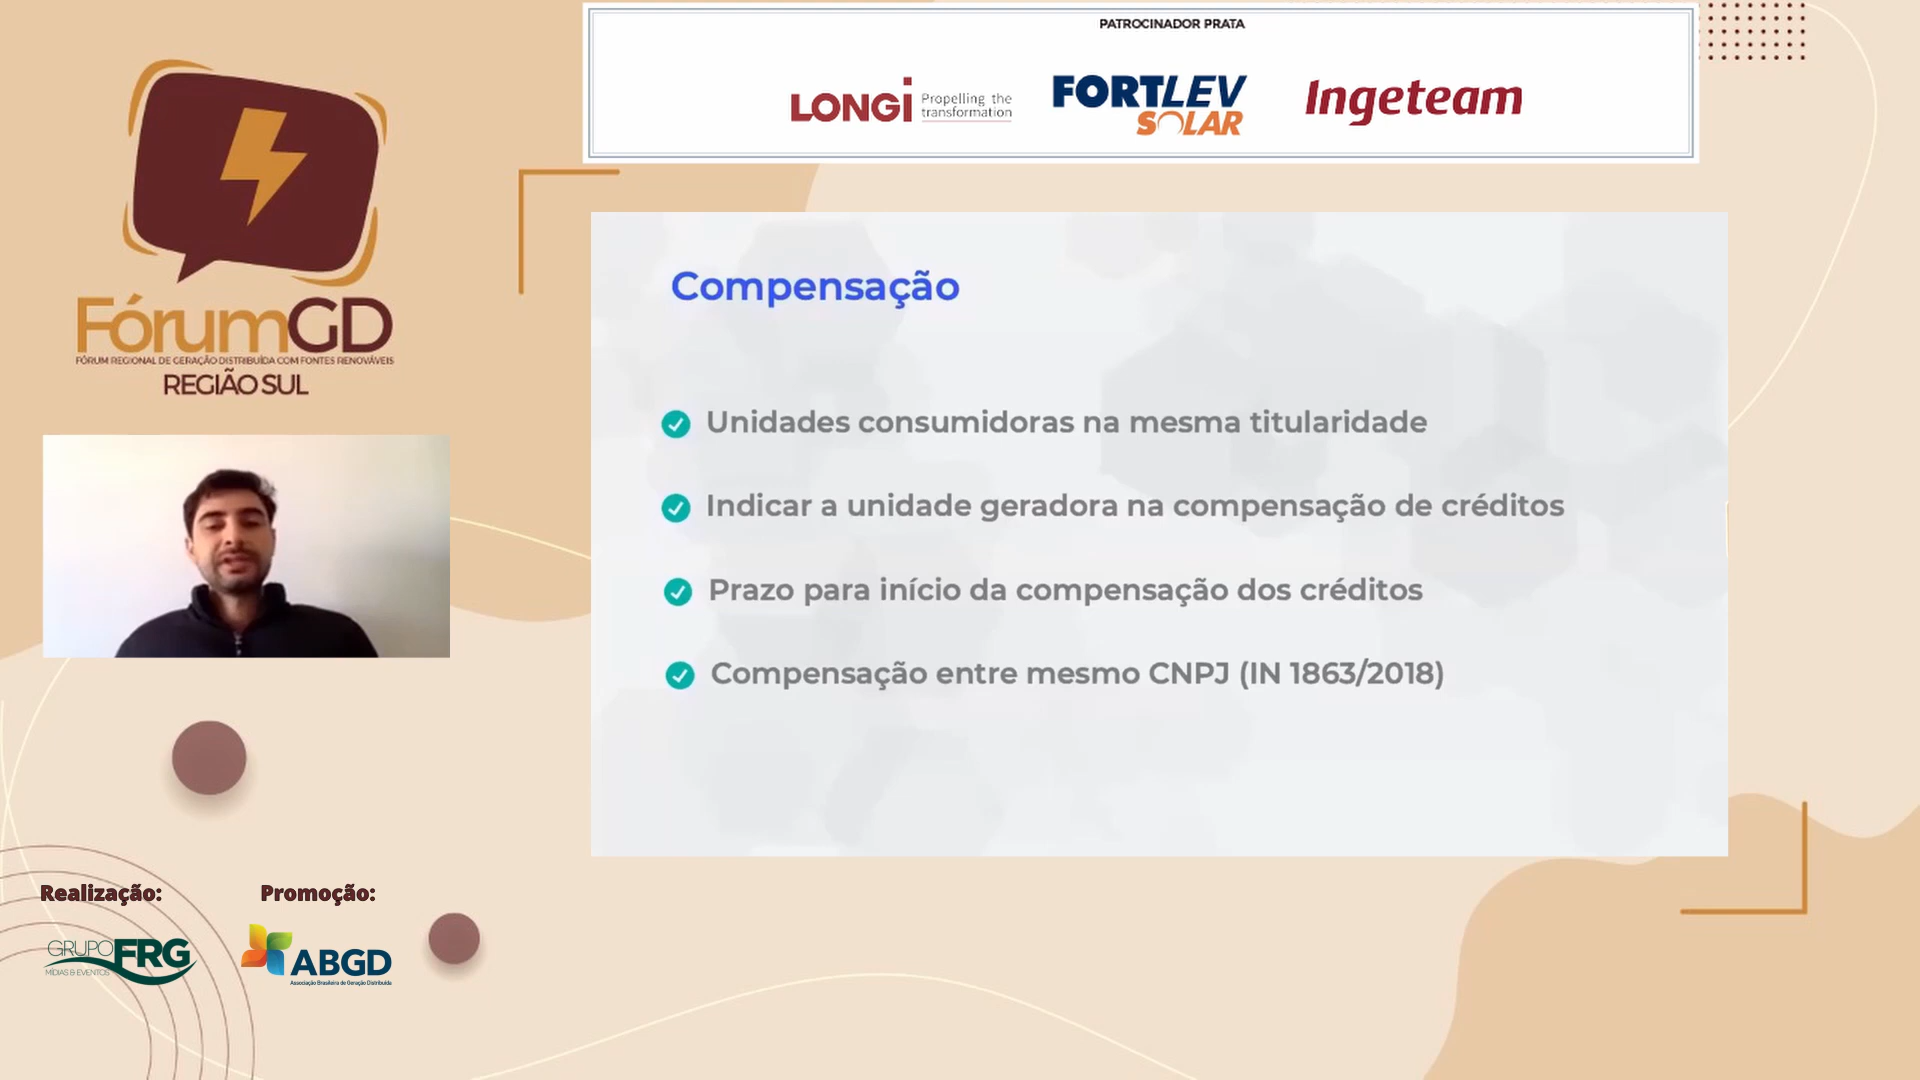 PATROCINADOR PRATA
LONGi Propelling the
transformation
FORTLEV
SOLAR
Ingeteam
FórumGD
FÓRUM REGIONAL DE GERAÇÃO DISTRIBUÍDA COM FONTES RENOVÁVEIS
REGIÃO SUL
Compensação
Unidades consumidoras na mesma titularidade
Indicar a unidade geradora na compensação de créditos
Prazo para início da compensação dos créditos
Compensação entre mesmo CNPJ (IN 1863/2018)
Realização:
Promoção:
GRUPO FRG
MÍDIAS & EVENTOS
ABGD
Associação Brasileira de Geração Distribuída